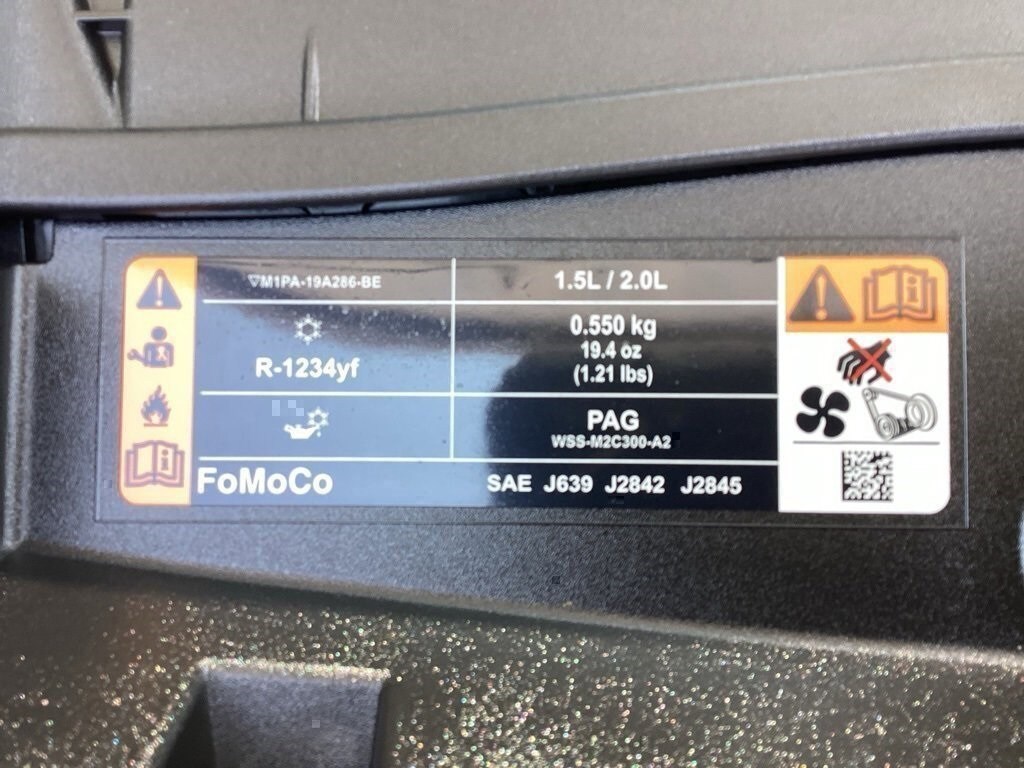 ▽M1PA-19A286-BE
1.5L / 2.0L
R-1234yf
0.550 kg
19.4 oz
(1.21 lbs)
PAG
WSS-M2C300-A2
FoMoCo
SAE J639 J2842 J2845